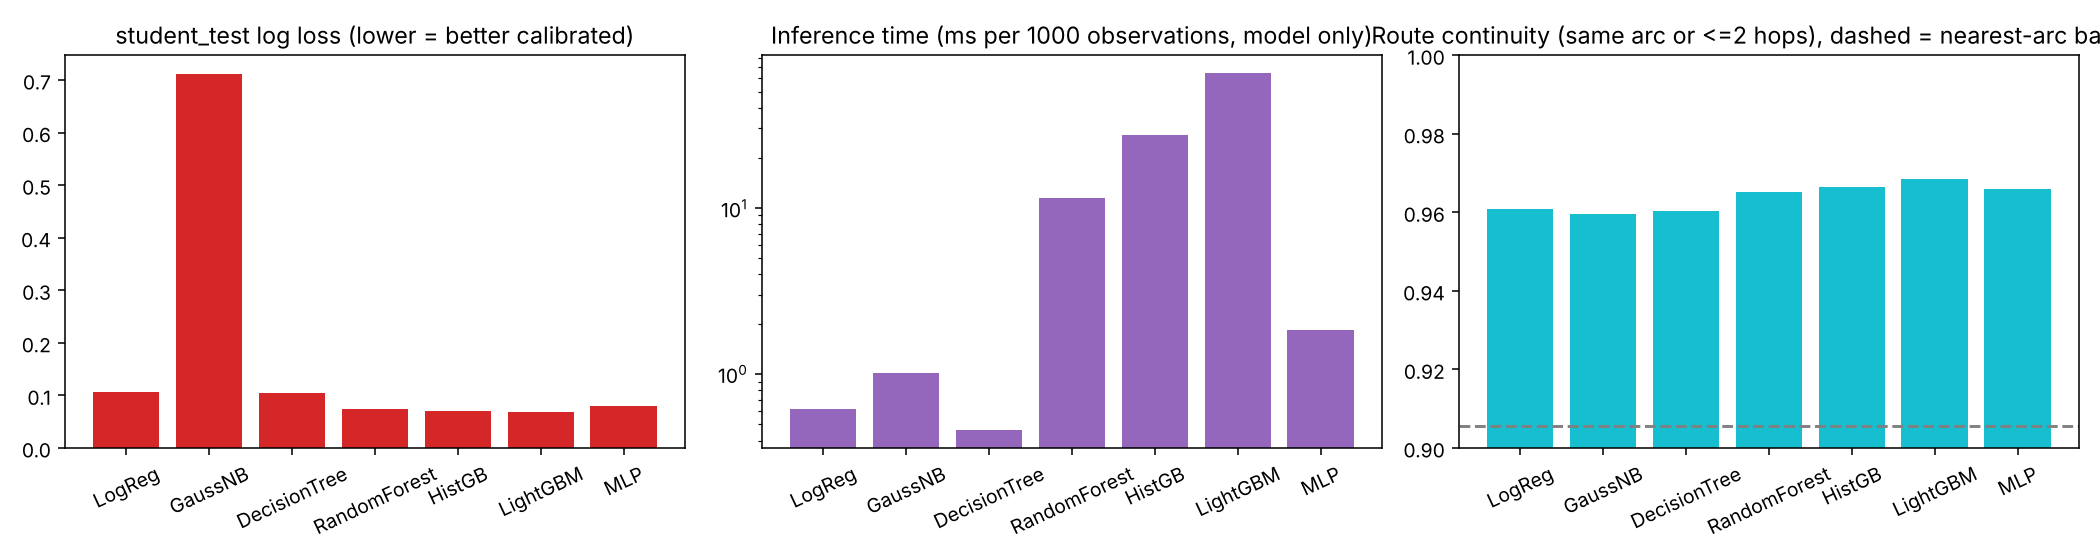 student_test log loss (lower = better calibrated)
0.7
0.6
0.5
0.4
0.3
0.2
0.1
0.0
LogReg
GaussNB
DecisionTree
RandomForest
HistGB
LightGBM
MLP
Inference time (ms per 1000 observations, model only)
10¹
10⁰
LogReg
GaussNB
DecisionTree
RandomForest
HistGB
LightGBM
MLP
Route continuity (same arc or <=2 hops), dashed = nearest-arc ba
1.00
0.98
0.96
0.94
0.92
0.90
LogReg
GaussNB
DecisionTree
RandomForest
HistGB
LightGBM
MLP